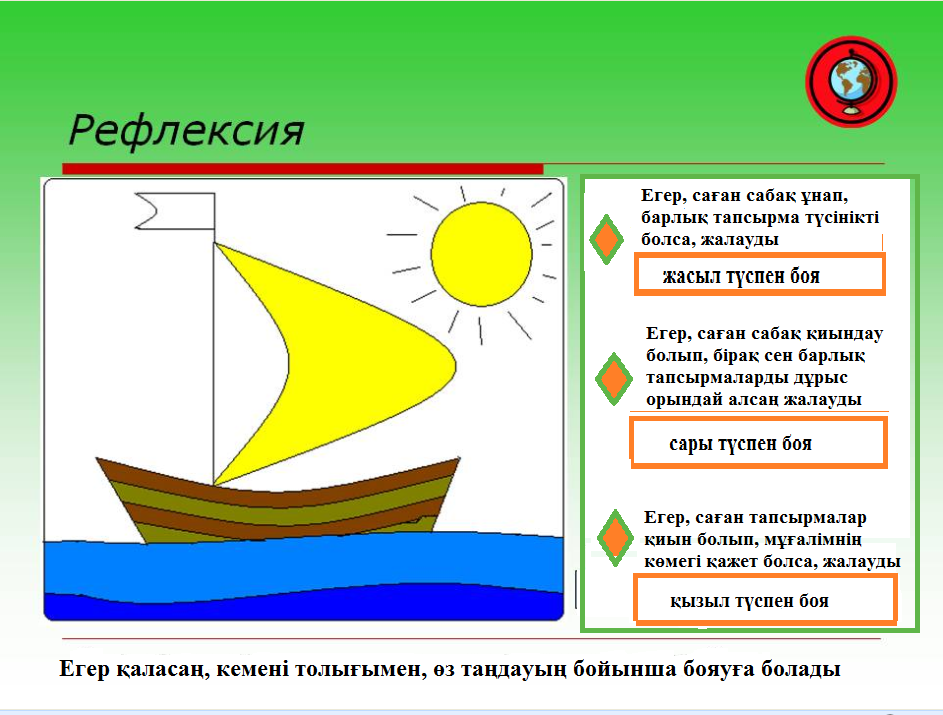 Рефлексия
Егер, саған сабақ ұнап,
барлық тапсырма түсінікті
болса, жалауды
жасыл түспен боя
Егер, саған сабақ қиындау
болып, бірақ сен барлық
тапсырмаларды дұрыс
орындай алсаң жалауды
сары түспен боя
Егер, саған тапсырмалар
қиын болып, мұғалімнің
көмегі қажет болса, жалауды
қызыл түспен боя
Егер қаласаң, кемені толығымен, өз таңдауың бойынша бояуға болады